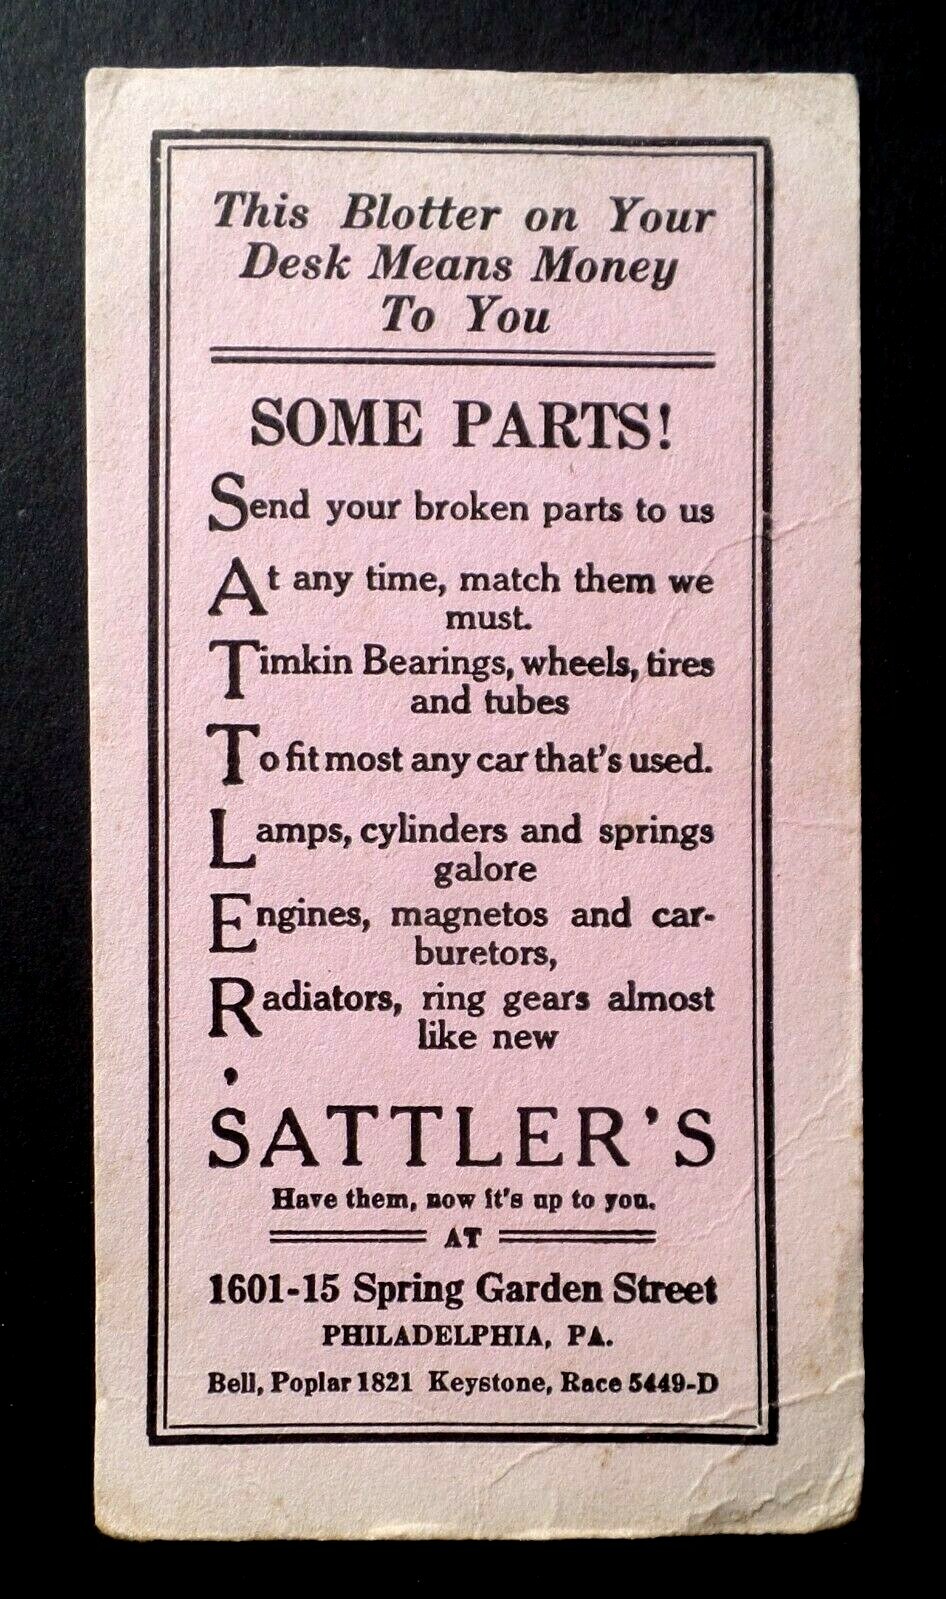 This Blotter on Your
Desk Means Money
To You
SOME PARTS!
Send your broken parts to us
At any time, match them we
must.
Timkin Bearings, wheels, tires
and tubes
To fit most any car that's used.
Lamps, cylinders and springs
galore
Engines, magnetos and car-
buretors,
Radiators, ring gears almost
like new
,
SATTLER'S
Have them, now it's up to you.
AT
1601-15 Spring Garden Street
PHILADELPHIA, PA.
Bell, Poplar 1821 Keystone, Race 5449-D